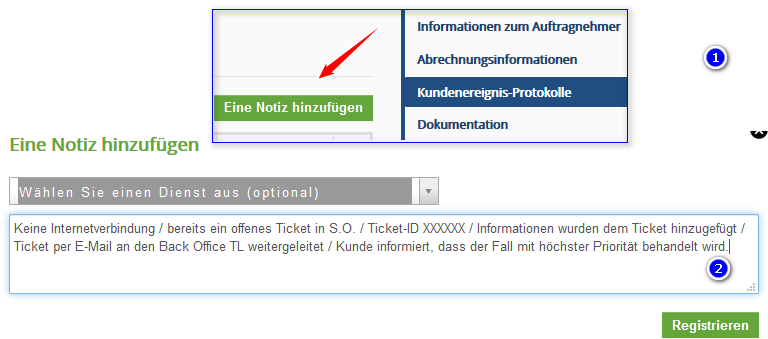 Informationen zum Auftragnehmer
1
Abrechnungsinformationen
Kundenereignis-Protokolle
Eine Notiz hinzufügen
Dokumentation
Eine Notiz hinzufügen
Wählen Sie einen Dienst aus (optional)
Keine Internetverbindung / bereits ein offenes Ticket in S.O. / Ticket-ID XXXXXX / Informationen wurden dem Ticket hinzugefügt /
Ticket per E-Mail an den Back Office TL weitergeleitet / Kunde informiert, dass der Fall mit höchster Priorität behandelt wird.
2
Registrieren